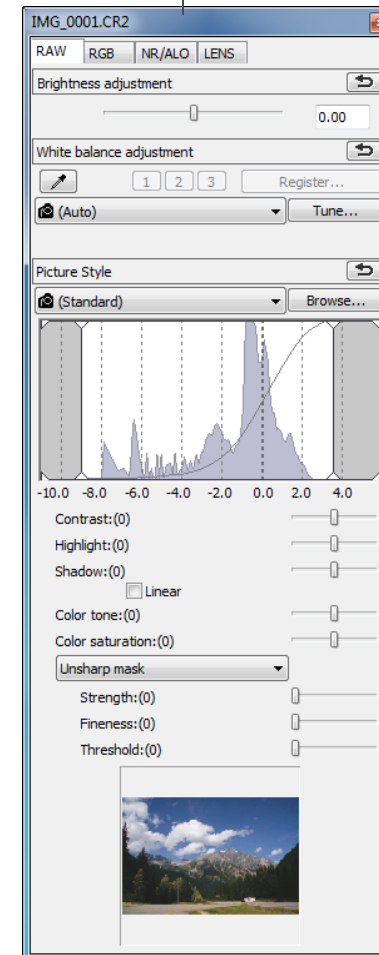 IMG_0001.CR2
RAW RGB NR/ALO LENS
Brightness adjustment
0.00
White balance adjustment
1 2 3 Register...
(Auto) Tune...
Picture Style
(Standard) Browse...
-10.0 -8.0 -6.0 -4.0 -2.0 0.0 2.0 4.0
Contrast:(0)
Highlight:(0)
Shadow:(0)
Linear
Color tone:(0)
Color saturation:(0)
Unsharp mask
Strength:(0)
Fineness:(0)
Threshold:(0)